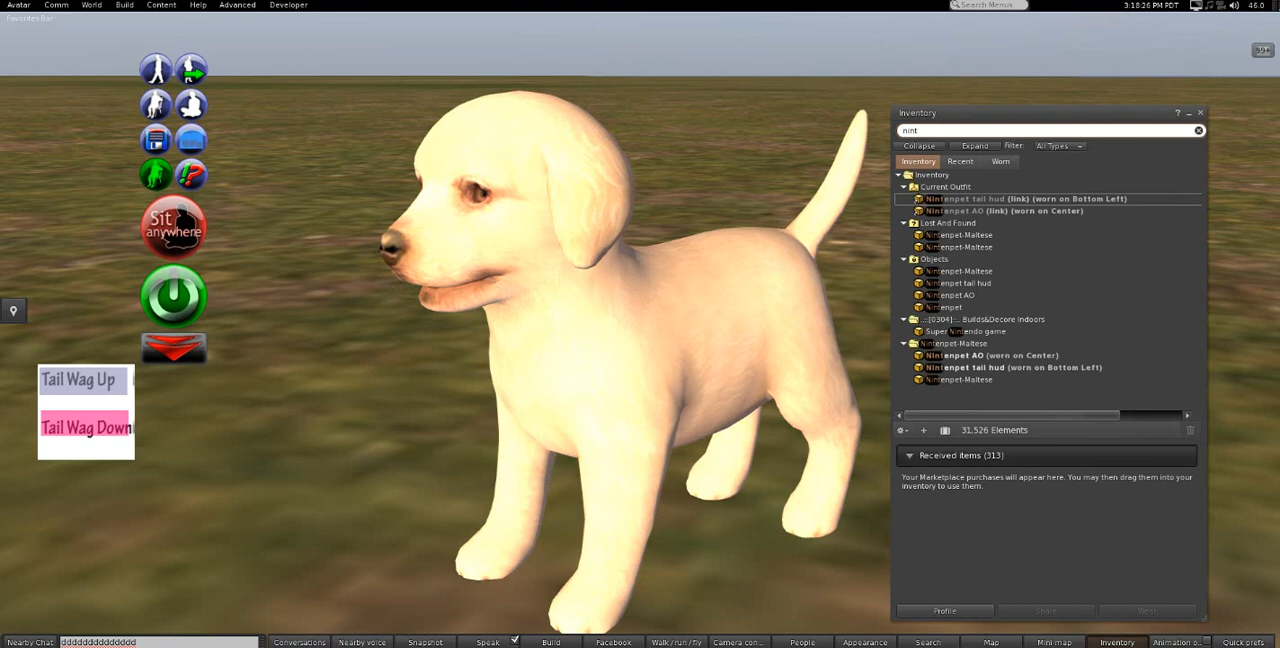 Avatar Comm World Build Content Help Advanced Developer
Search Menus
3:18:26 PM PDT
46.0
Favorites Bar
99+
Sit
anywhere
Tail Wag Up
Tail Wag Down
Inventory
? _ ×
nint
Collapse Expand Filter: All Types
Inventory Recent Worn
Inventory
Current Outfit
Nintenpet tail hud (link) (worn on Bottom Left)
Nintenpet AO (link) (worn on Center)
Lost And Found
Nintenpet-Maltese
Nintenpet-Maltese
Objects
Nintenpet-Maltese
Nintenpet tail hud
Nintenpet AO
Nintenpet
..::[0304]::.. Builds&Decore Indoors
Super Nintendo game
Nintenpet-Maltese
Nintenpet AO (worn on Center)
Nintenpet tail hud (worn on Bottom Left)
Nintenpet-Maltese
31,526 Elements
Received items (313)
Your Marketplace purchases will appear here. You may then drag them into your
inventory to use them.
Profile Share Wear
Nearby Chat dddddddddddddd Conversations Nearby voice Snapshot Speak Build Facebook Walk / run / fly Camera con... People Appearance Search Map Mini-map Inventory Animation o... Quick prefs